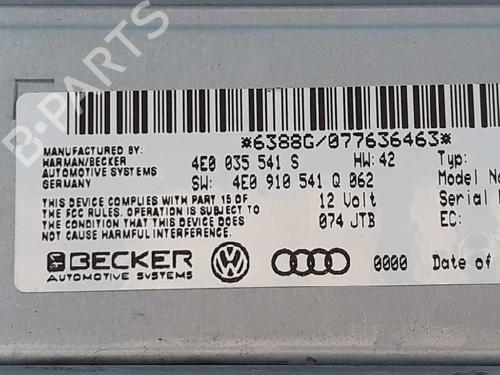 B-PARTS
*6388G/077636463*
MANUFACTURED BY:
HARMAN/BECKER
AUTOMOTIVE SYSTEMS
GERMANY
4E0 035 541 S HW: 42 Typ:
SW: 4E0 910 541 Q 062 Model No
THIS DEVICE COMPLIES WITH PART 15 OF
THE FCC RULES. OPERATION IS SUBJECT TO
THE CONDITION THAT THIS DEVICE DOES
NOT CAUSE HARMFUL INTERFERENCE.
12 Volt Serial
074 JTB EC:
BECKER
AUTOMOTIVE SYSTEMS
0000 Date of